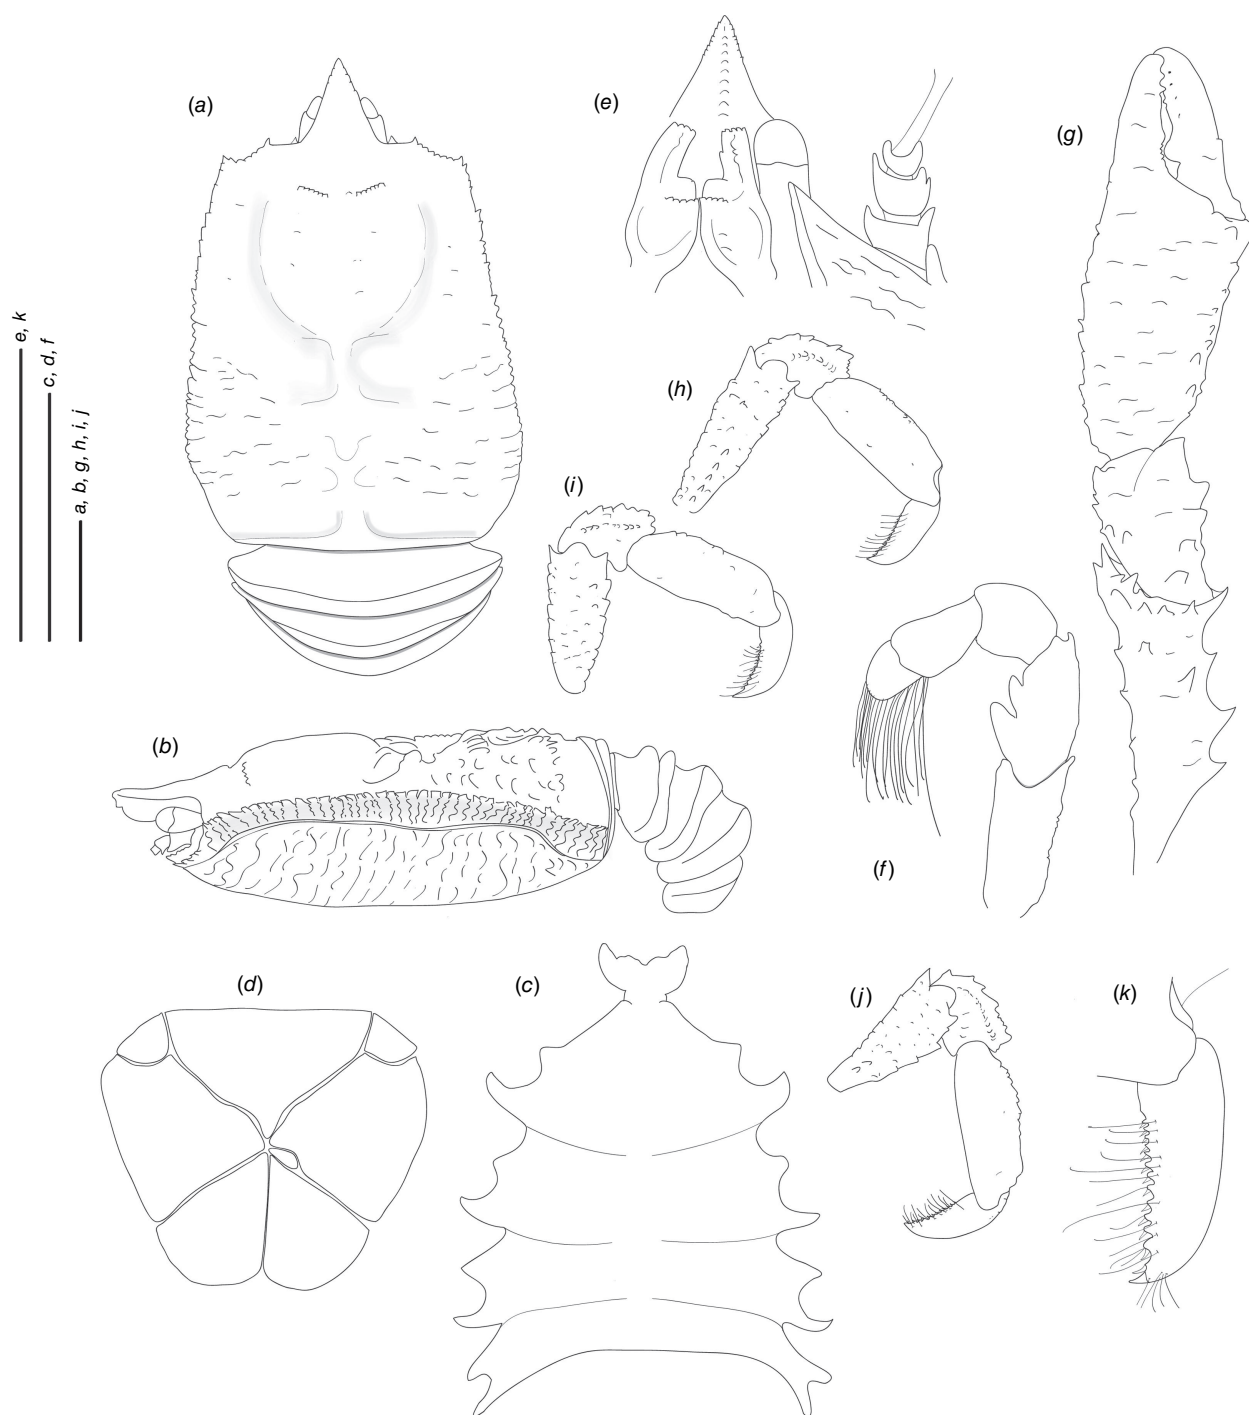 (a)
(e)
(g)
e, k
c, d, f
a, b, g, h, i, j
(h)
(i)
(b)
(f)
(d)
(c)
(j)
(k)